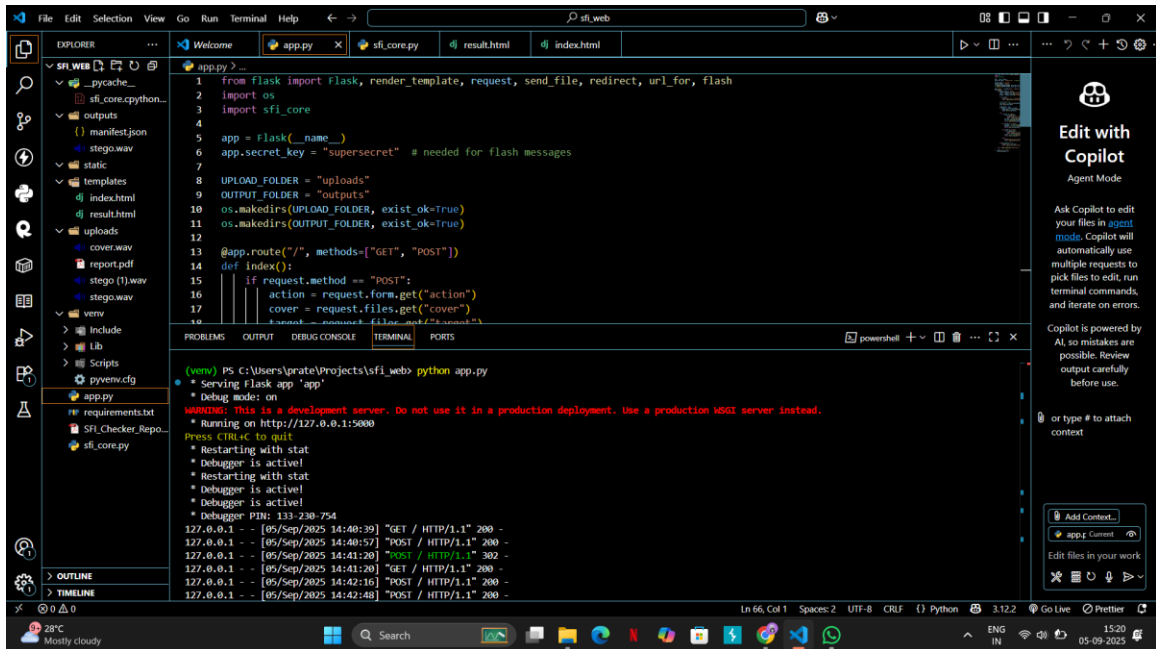 File Edit Selection View Go Run Terminal Help
sfi_web
EXPLORER
Welcome
app.py
sfi_core.py
dj result.html
dj index.html
SFI_WEB
__pycache__
sfi_core.cpython...
outputs
{} manifest.json
stego.wav
static
templates
dj index.html
dj result.html
uploads
cover.wav
report.pdf
stego (1).wav
stego.wav
venv
Include
Lib
Scripts
pyvenv.cfg
app.py
requirements.txt
SFI_Checker_Repo...
sfi_core.py
OUTLINE
TIMELINE
app.py > ...
1 from flask import Flask, render_template, request, send_file, redirect, url_for, flash
2 import os
3 import sfi_core
4
5 app = Flask(__name__)
6 app.secret_key = "supersecret" # needed for flash messages
7
8 UPLOAD_FOLDER = "uploads"
9 OUTPUT_FOLDER = "outputs"
10 os.makedirs(UPLOAD_FOLDER, exist_ok=True)
11 os.makedirs(OUTPUT_FOLDER, exist_ok=True)
12
13 @app.route("/", methods=["GET", "POST"])
14 def index():
15 if request.method == "POST":
16 action = request.form.get("action")
17 cover = request.files.get("cover")
18 target = request.files.get("target")
PROBLEMS OUTPUT DEBUG CONSOLE TERMINAL PORTS
powershell
(venv) PS C:\Users\prate\Projects\sfi_web> python app.py
* Serving Flask app 'app'
* Debug mode: on
WARNING: This is a development server. Do not use it in a production deployment. Use a production WSGI server instead.
* Running on http://127.0.0.1:5000
Press CTRL+C to quit
* Restarting with stat
* Debugger is active!
* Restarting with stat
* Debugger is active!
* Debugger is active!
* Debugger PIN: 133-230-754
127.0.0.1 - - [05/Sep/2025 14:40:39] "GET / HTTP/1.1" 200 -
127.0.0.1 - - [05/Sep/2025 14:40:57] "POST / HTTP/1.1" 200 -
127.0.0.1 - - [05/Sep/2025 14:41:20] "POST / HTTP/1.1" 302 -
127.0.0.1 - - [05/Sep/2025 14:41:20] "GET / HTTP/1.1" 200 -
127.0.0.1 - - [05/Sep/2025 14:42:16] "POST / HTTP/1.1" 200 -
127.0.0.1 - - [05/Sep/2025 14:42:48] "POST / HTTP/1.1" 200 -
Edit with
Copilot
Agent Mode
Ask Copilot to edit
your files in agent
mode. Copilot will
automatically use
multiple requests to
pick files to edit, run
terminal commands,
and iterate on errors.
Copilot is powered by
AI, so mistakes are
possible. Review
output carefully
before use.
or type # to attach
context
Add Context...
app.p Current
Edit files in your work
0 0
Ln 66, Col 1 Spaces: 2 UTF-8 CRLF {} Python 3.12.2 Go Live Prettier
9+
28°C
Mostly cloudy
Search
ENG
IN
15:20
05-09-2025